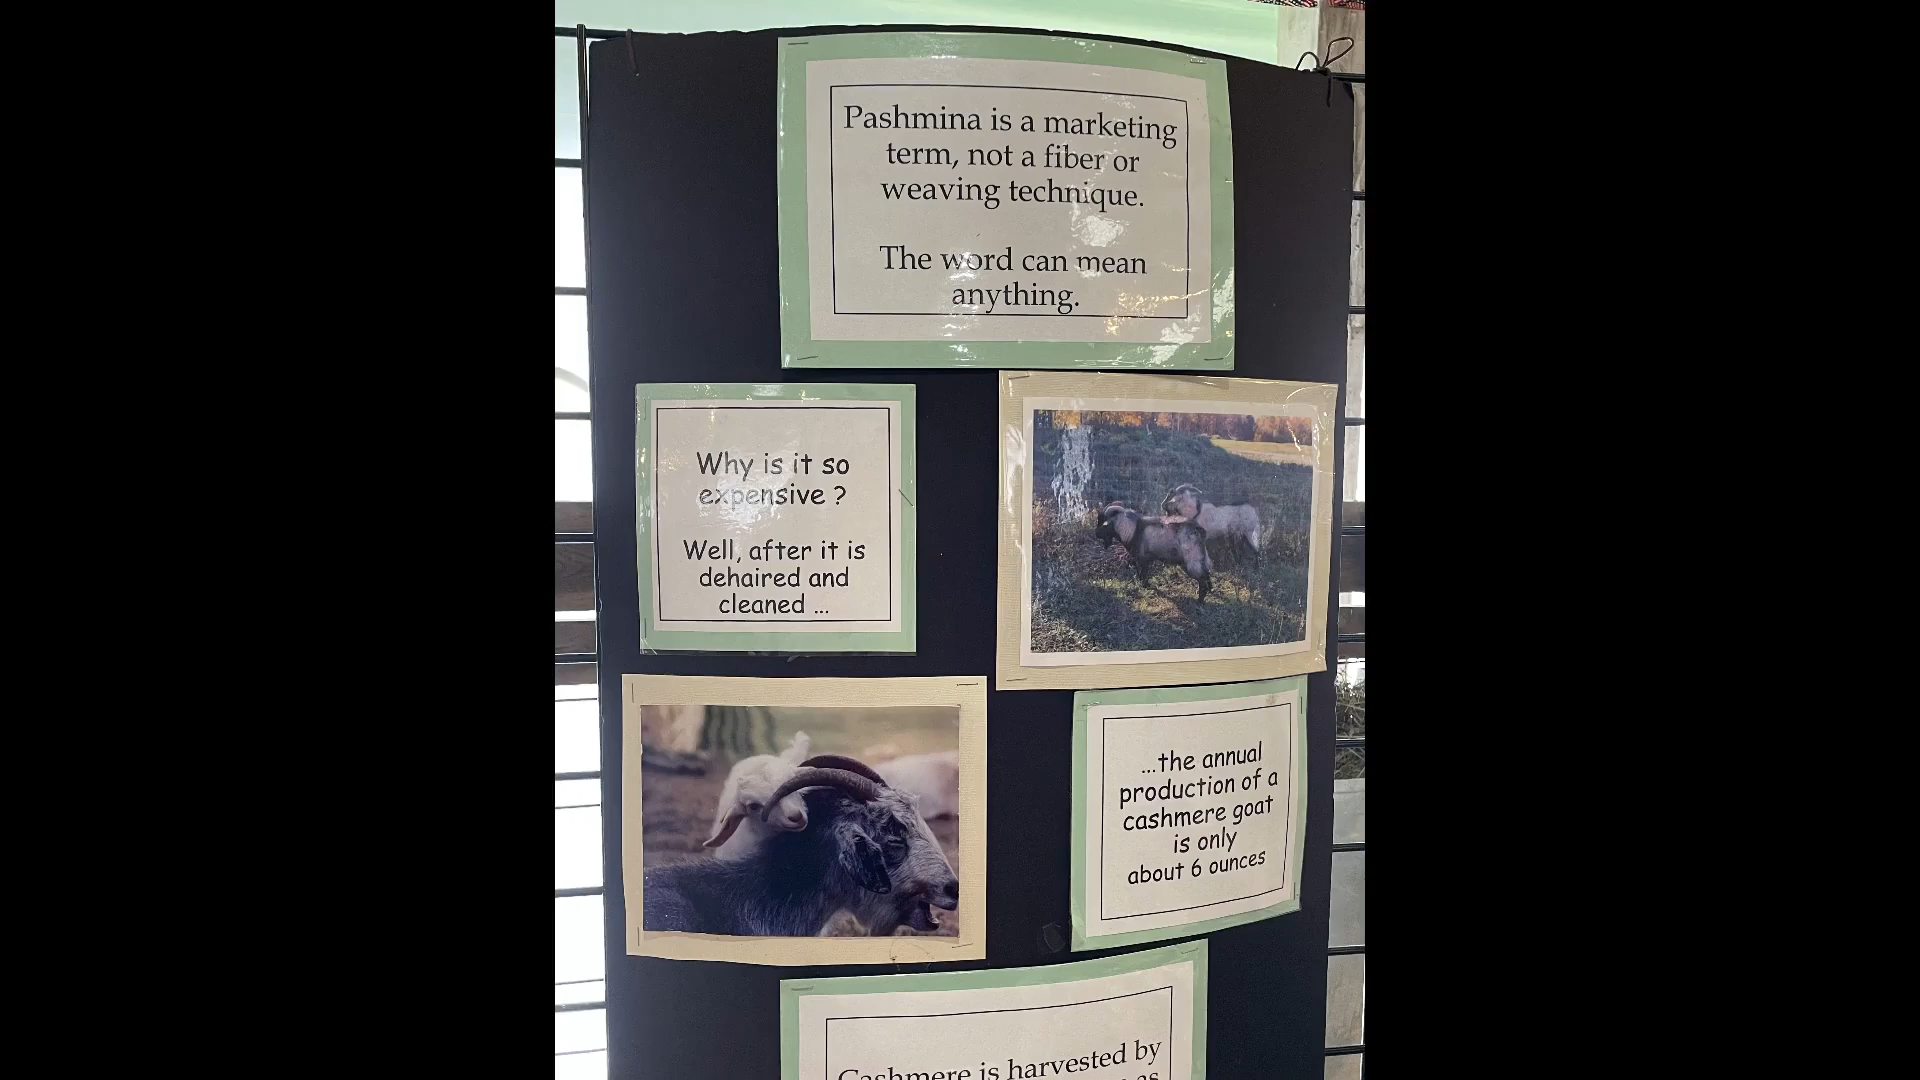 Pashmina is a marketing
term, not a fiber or
weaving technique.
The word can mean
anything.
Why is it so
expensive ?
Well, after it is
dehaired and
cleaned ...
...the annual
production of a
cashmere goat
is only
about 6 ounces
Cashmere is harvested by